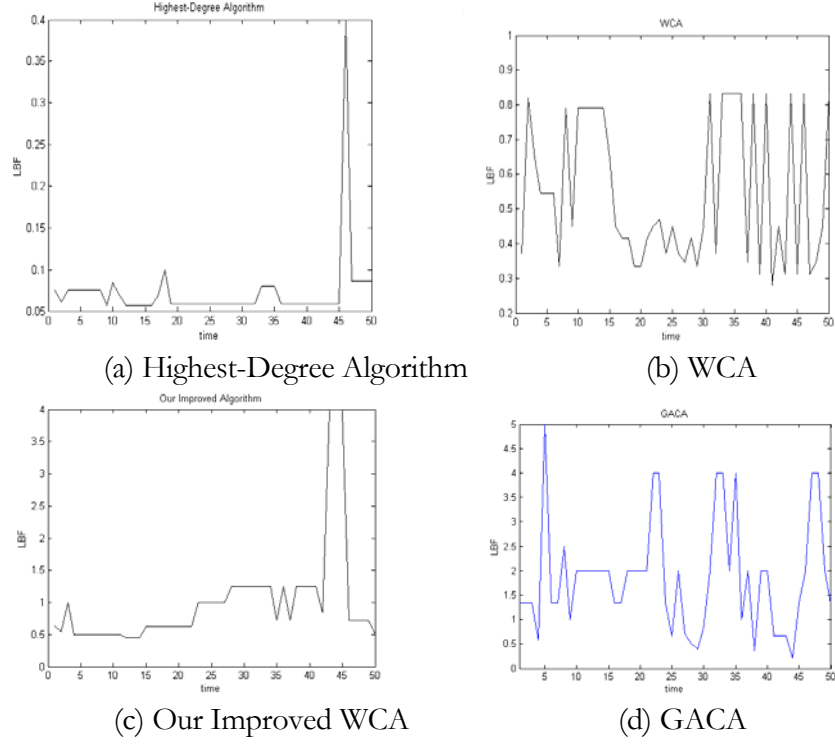 Highest-Degree Algorithm
0.4
0.35
0.3
0.25
0.2
0.15
0.1
0.05
LBF
0 5 10 15 20 25 30 35 40 45 50
time
(a) Highest-Degree Algorithm
WCA
1
0.9
0.8
0.7
0.6
0.5
0.4
0.3
0.2
LBF
0 5 10 15 20 25 30 35 40 45 50
time
(b) WCA
Our Improved Algorithm
4
3.5
3
2.5
2
1.5
1
0.5
0
LBF
0 5 10 15 20 25 30 35 40 45 50
time
(c) Our Improved WCA
GACA
5
4.5
4
3.5
3
2.5
2
1.5
1
0.5
0
LBF
5 10 15 20 25 30 35 40 45 50
time
(d) GACA